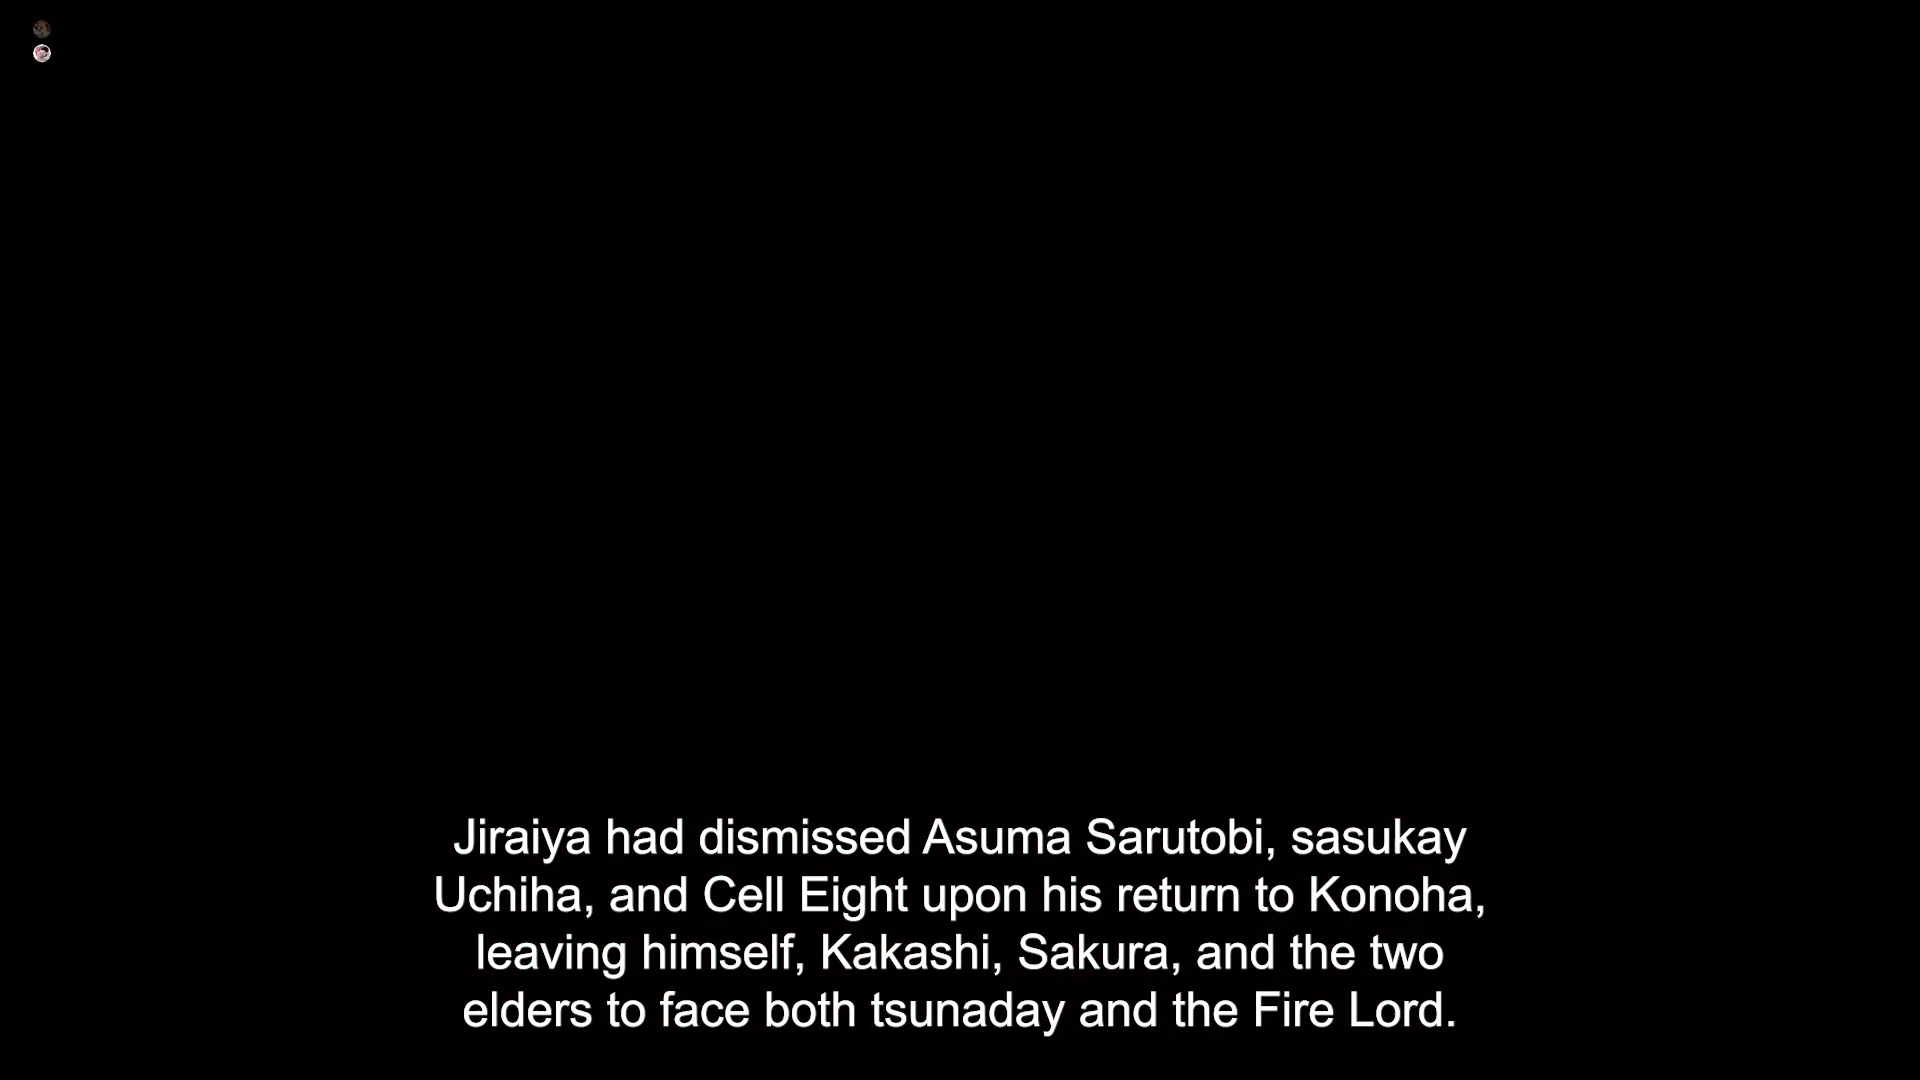 Jiraiya had dismissed Asuma Sarutobi, sasukay
Uchiha, and Cell Eight upon his return to Konoha,
leaving himself, Kakashi, Sakura, and the two
elders to face both tsunaday and the Fire Lord.